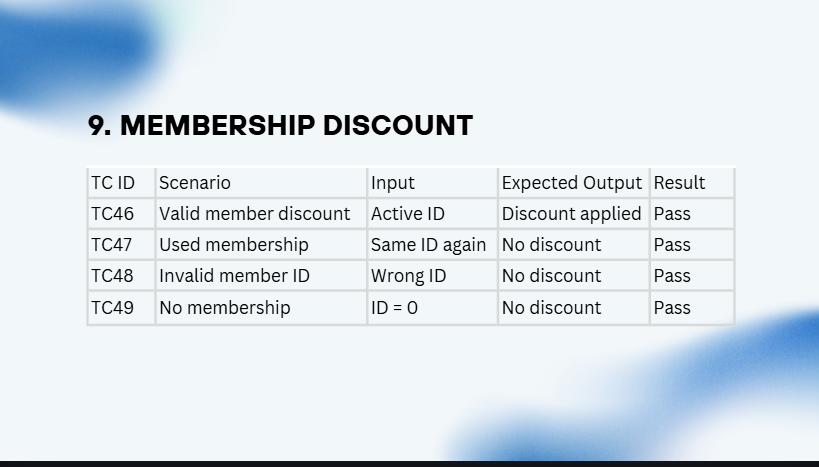 9. MEMBERSHIP DISCOUNT
TC ID Scenario Input Expected Output Result
TC46 Valid member discount Active ID Discount applied Pass
TC47 Used membership Same ID again No discount Pass
TC48 Invalid member ID Wrong ID No discount Pass
TC49 No membership ID = 0 No discount Pass